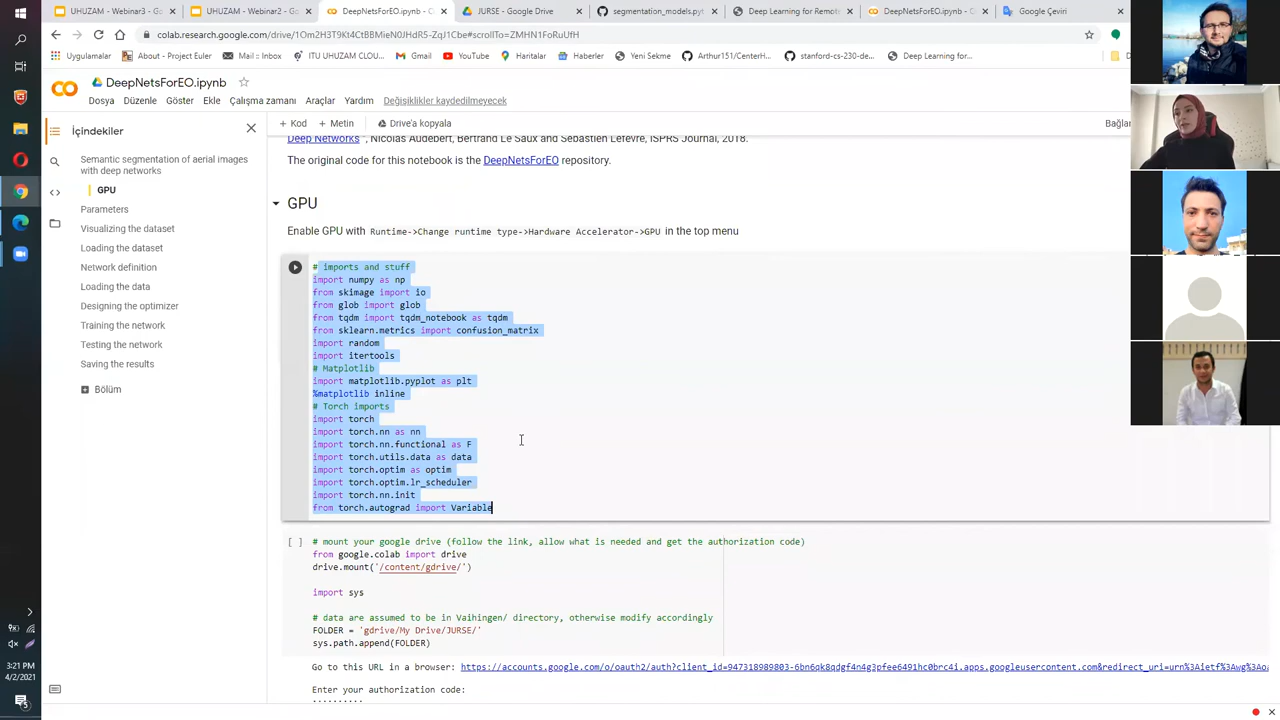 UHUZAM - Webinar3 - Google
UHUZAM - Webinar2 - Google
DeepNetsForEO.ipynb - C
JURSE - Google Drive
segmentation_models.pyt
Deep Learning for Remot
DeepNetsForEO.ipynb - C
Google Çeviri
Uygulamalar
About - Project Euler
Mail :: Inbox
ITU UHUZAM CLOU...
Gmail
YouTube
Haritalar
Haberler
Yeni Sekme
Arthur151/CenterH...
stanford-cs-230-de...
Deep Learning for...
DeepNetsForEO.ipynb
Dosya Düzenle Göster Ekle Çalışma zamanı Araçlar Yardım Değişiklikler kaydedilmeyecek
İçindekiler
+ Kod + Metin Drive'a kopyala
Semantic segmentation of aerial images
with deep networks
GPU
Parameters
Visualizing the dataset
Loading the dataset
Network definition
Loading the data
Designing the optimizer
Training the network
Testing the network
Saving the results
Bölüm
Deep Networks", Nicolas Audebert, Bertrand Le Saux and Sébastien Lefèvre, ISPRS Journal, 2018.
The original code for this notebook is the DeepNetsForEO repository.
GPU
Enable GPU with Runtime->Change runtime type->Hardware Accelerator->GPU in the top menu
# imports and stuff
import numpy as np
from skimage import io
from glob import glob
from tqdm import tqdm_notebook as tqdm
from sklearn.metrics import confusion_matrix
import random
import itertools
# Matplotlib
import matplotlib.pyplot as plt
%matplotlib inline
# Torch imports
import torch
import torch.nn as nn
import torch.nn.functional as F
import torch.utils.data as data
import torch.optim as optim
import torch.optim.lr_scheduler
import torch.nn.init
from torch.autograd import Variable
[ ] # mount your google drive (follow the link, allow what is needed and get the authorization code)
from google.colab import drive
drive.mount('/content/gdrive/')
import sys
# data are assumed to be in Vaihingen/ directory, otherwise modify accordingly
FOLDER = 'gdrive/My Drive/JURSE/'
sys.path.append(FOLDER)
Go to this URL in a browser:
Enter your authorization code:
··········
3:21 PM
4/2/2021